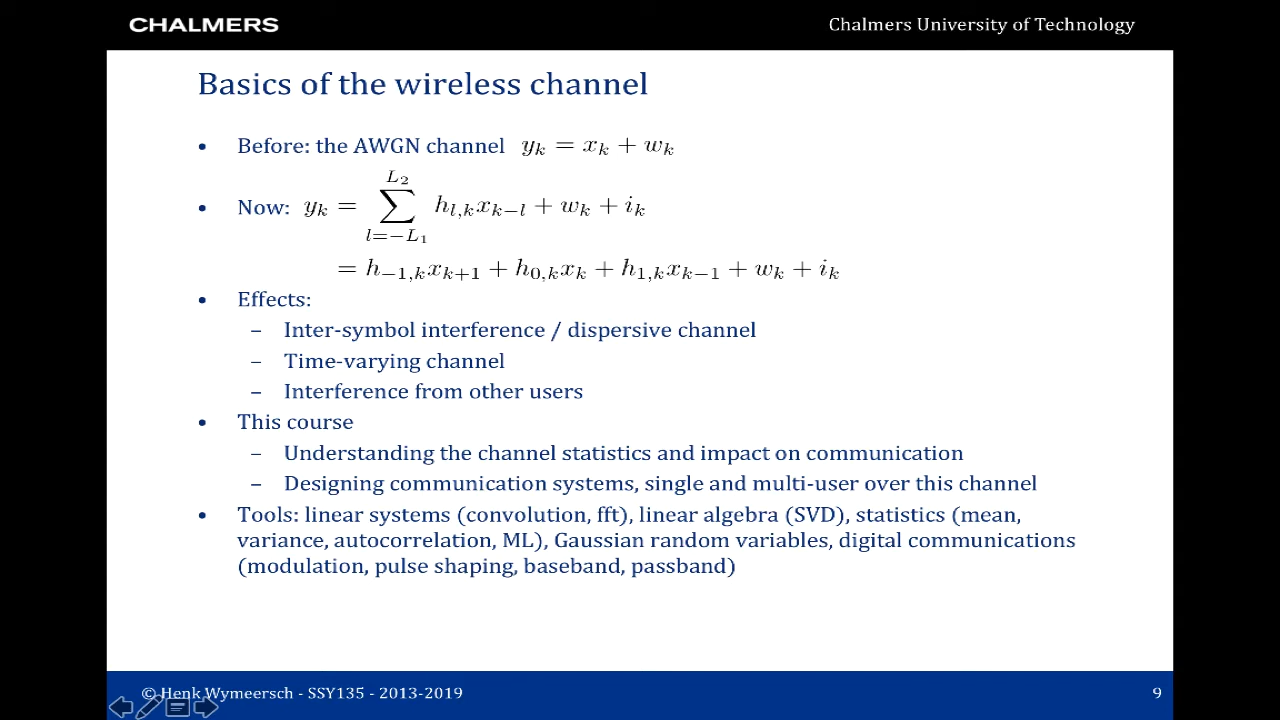 CHALMERS
Chalmers University of Technology
Basics of the wireless channel
• Before: the AWGN channel y_k = x_k + w_k
• Now: y_k = \sum_{l=-L_1}^{L_2} h_{l,k} x_{k-l} + w_k + i_k
= h_{-1,k} x_{k+1} + h_{0,k} x_k + h_{1,k} x_{k-1} + w_k + i_k
• Effects:
– Inter-symbol interference / dispersive channel
– Time-varying channel
– Interference from other users
• This course
– Understanding the channel statistics and impact on communication
– Designing communication systems, single and multi-user over this channel
• Tools: linear systems (convolution, fft), linear algebra (SVD), statistics (mean,
variance, autocorrelation, ML), Gaussian random variables, digital communications
(modulation, pulse shaping, baseband, passband)
© Henk Wymeersch - SSY135 - 2013-2019
9